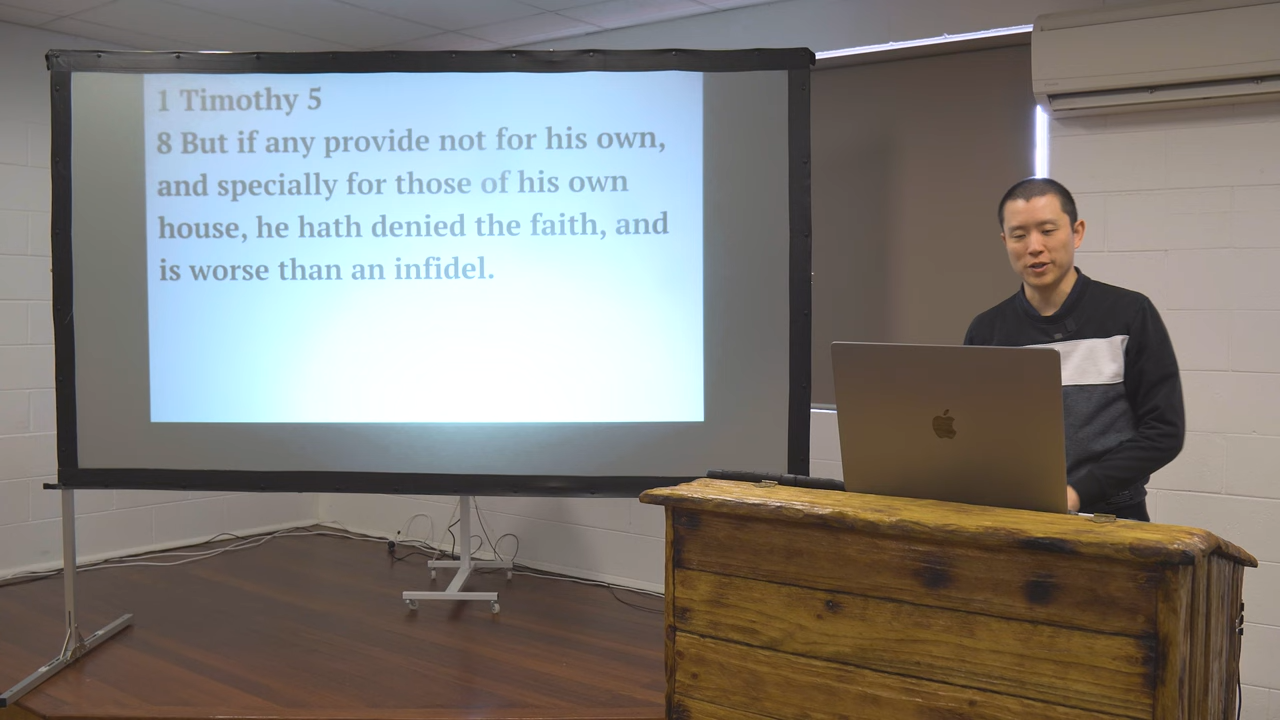 1 Timothy 5
8 But if any provide not for his own,
and specially for those of his own
house, he hath denied the faith, and
is worse than an infidel.